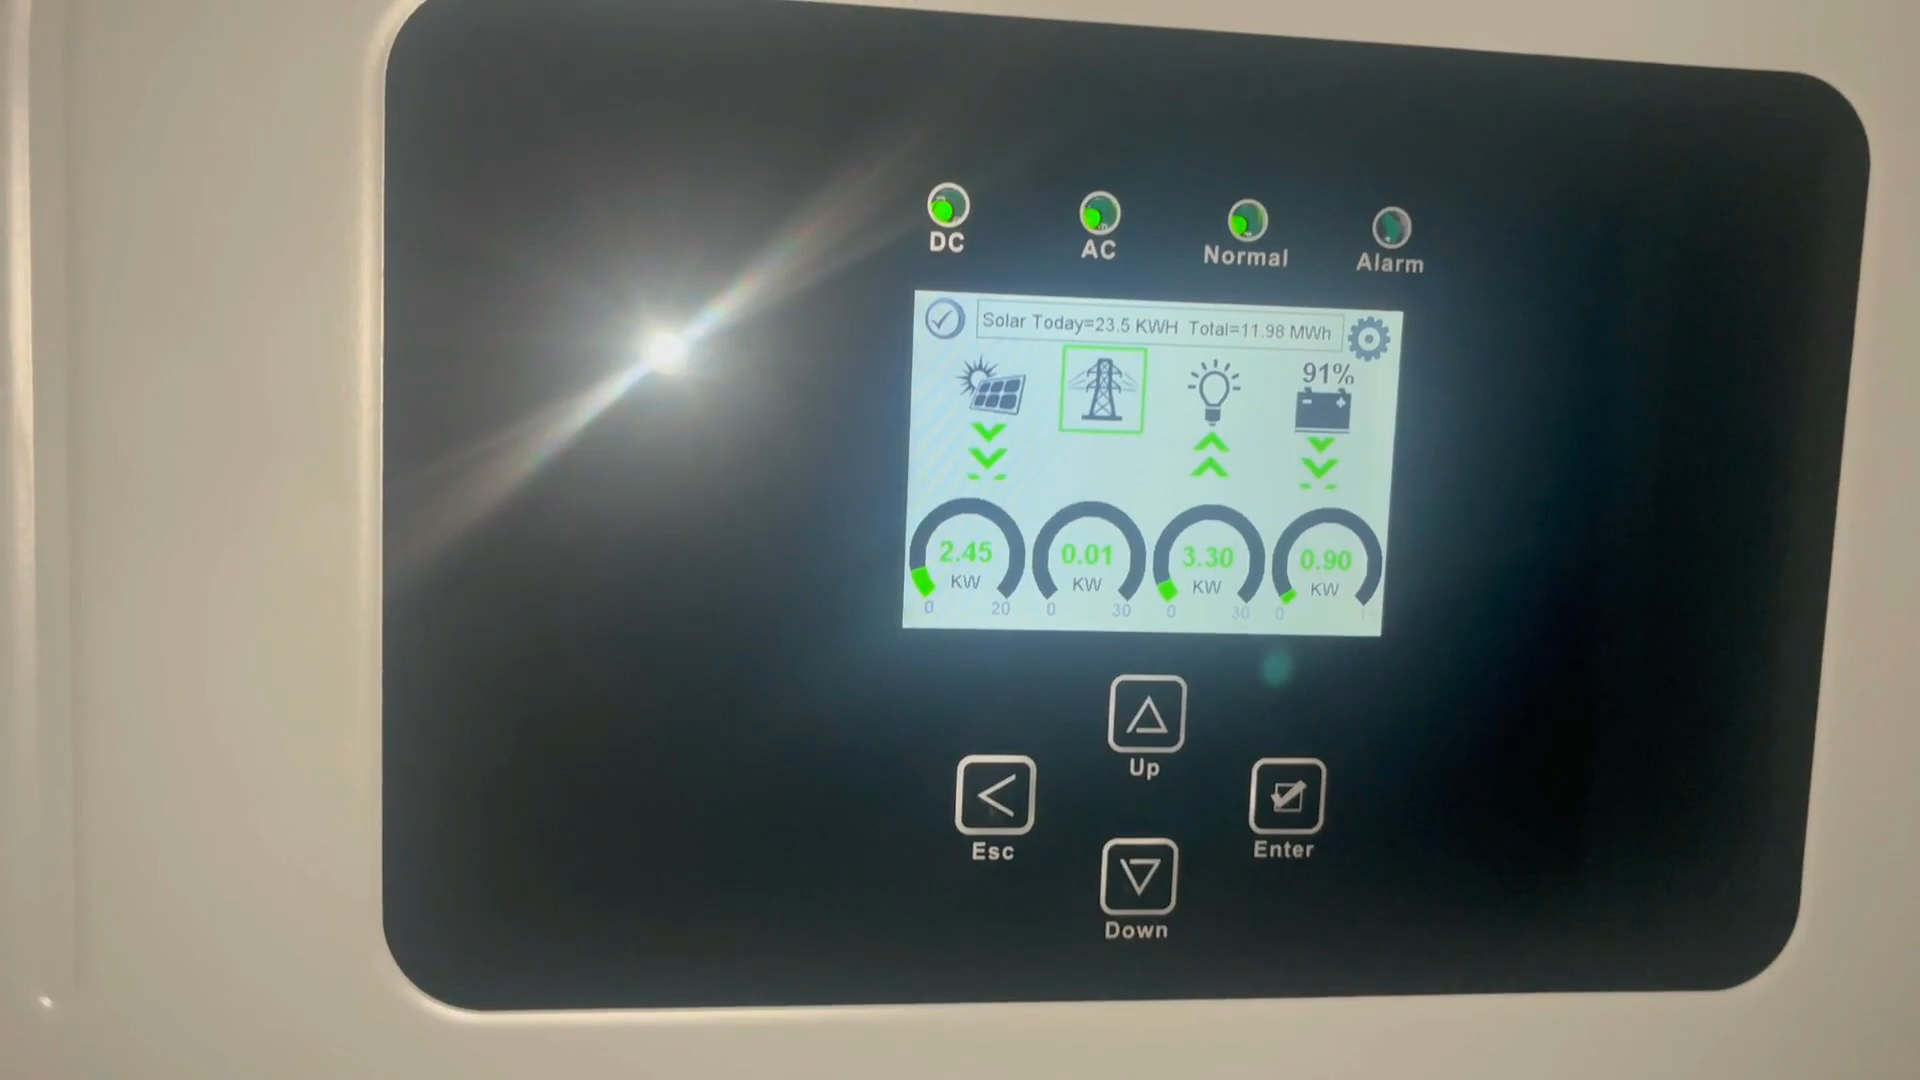 DC AC Normal Alarm
Solar Today=23.5 KWH Total=11.98 MWh
91%
2.45 0.01 3.30 0.90
KW KW KW KW
0 20 0 30 0 30 0
Up
Esc Enter
Down